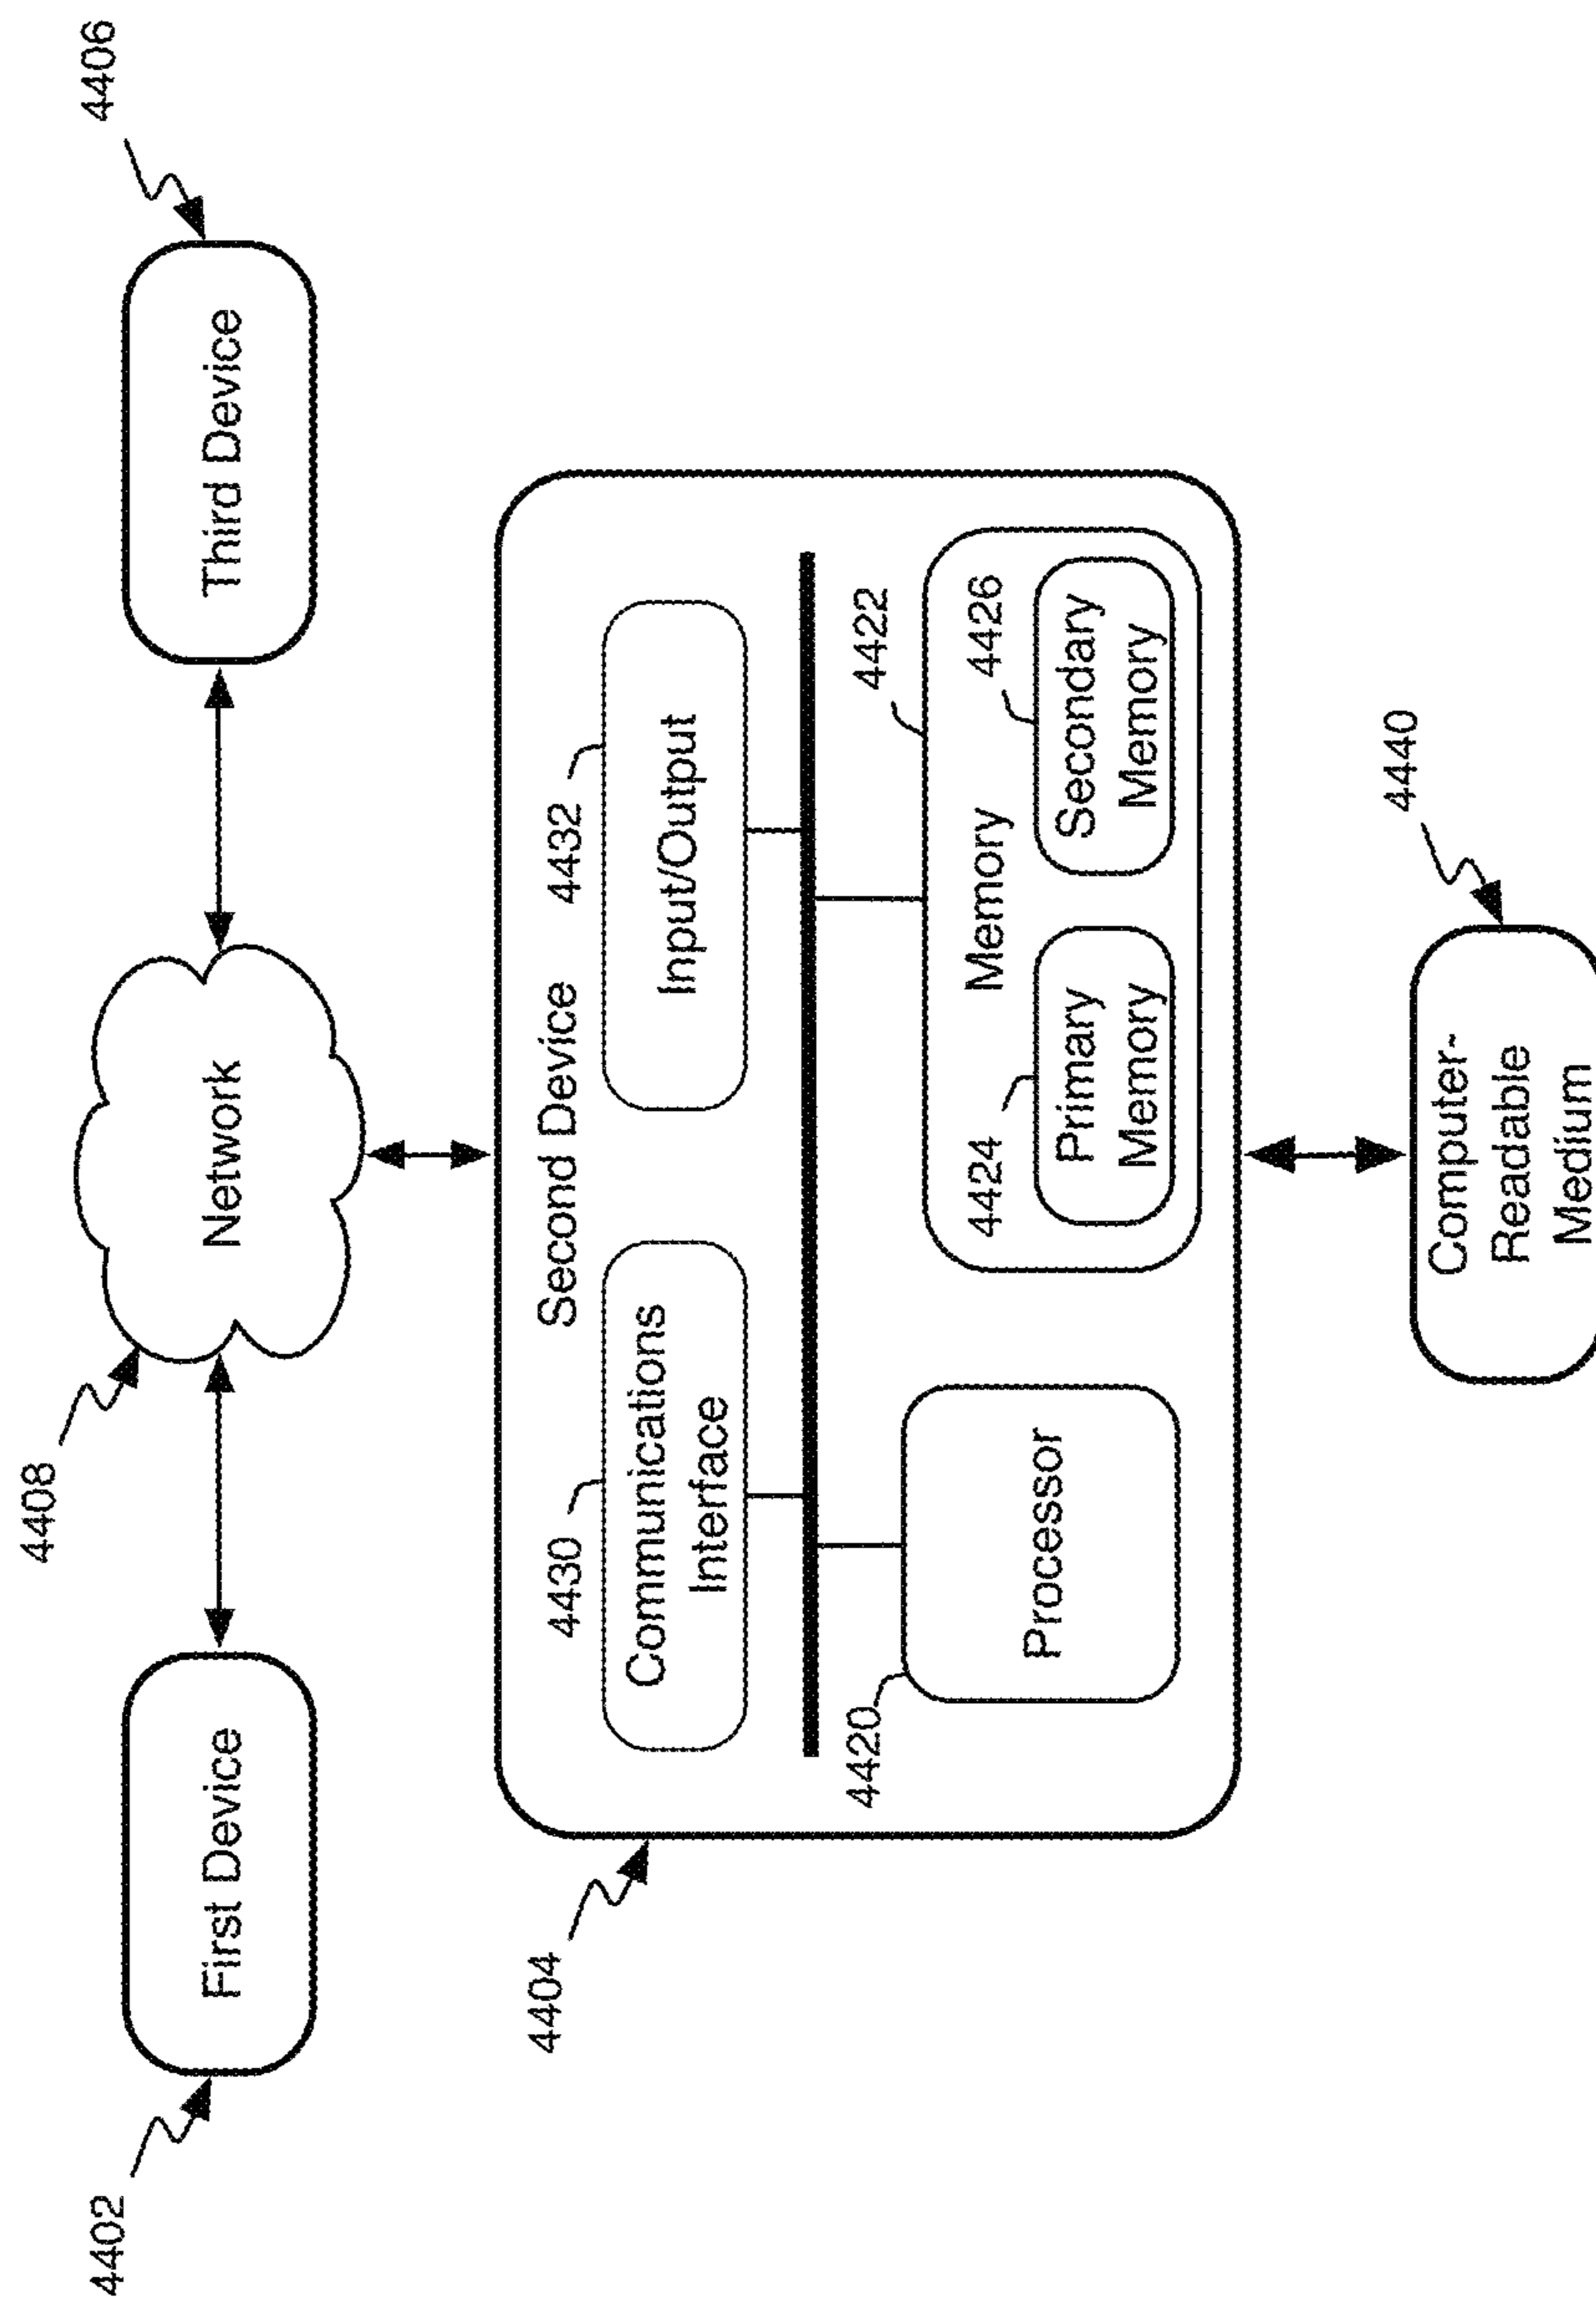 4402
First Device
4408
Network
Third Device
4406
4404
Second Device
4430
Communications
Interface
4432
Input/Output
4420
Processor
4422
Memory
4424
Primary
Memory
4426
Secondary
Memory
4440
Computer-
Readable
Medium